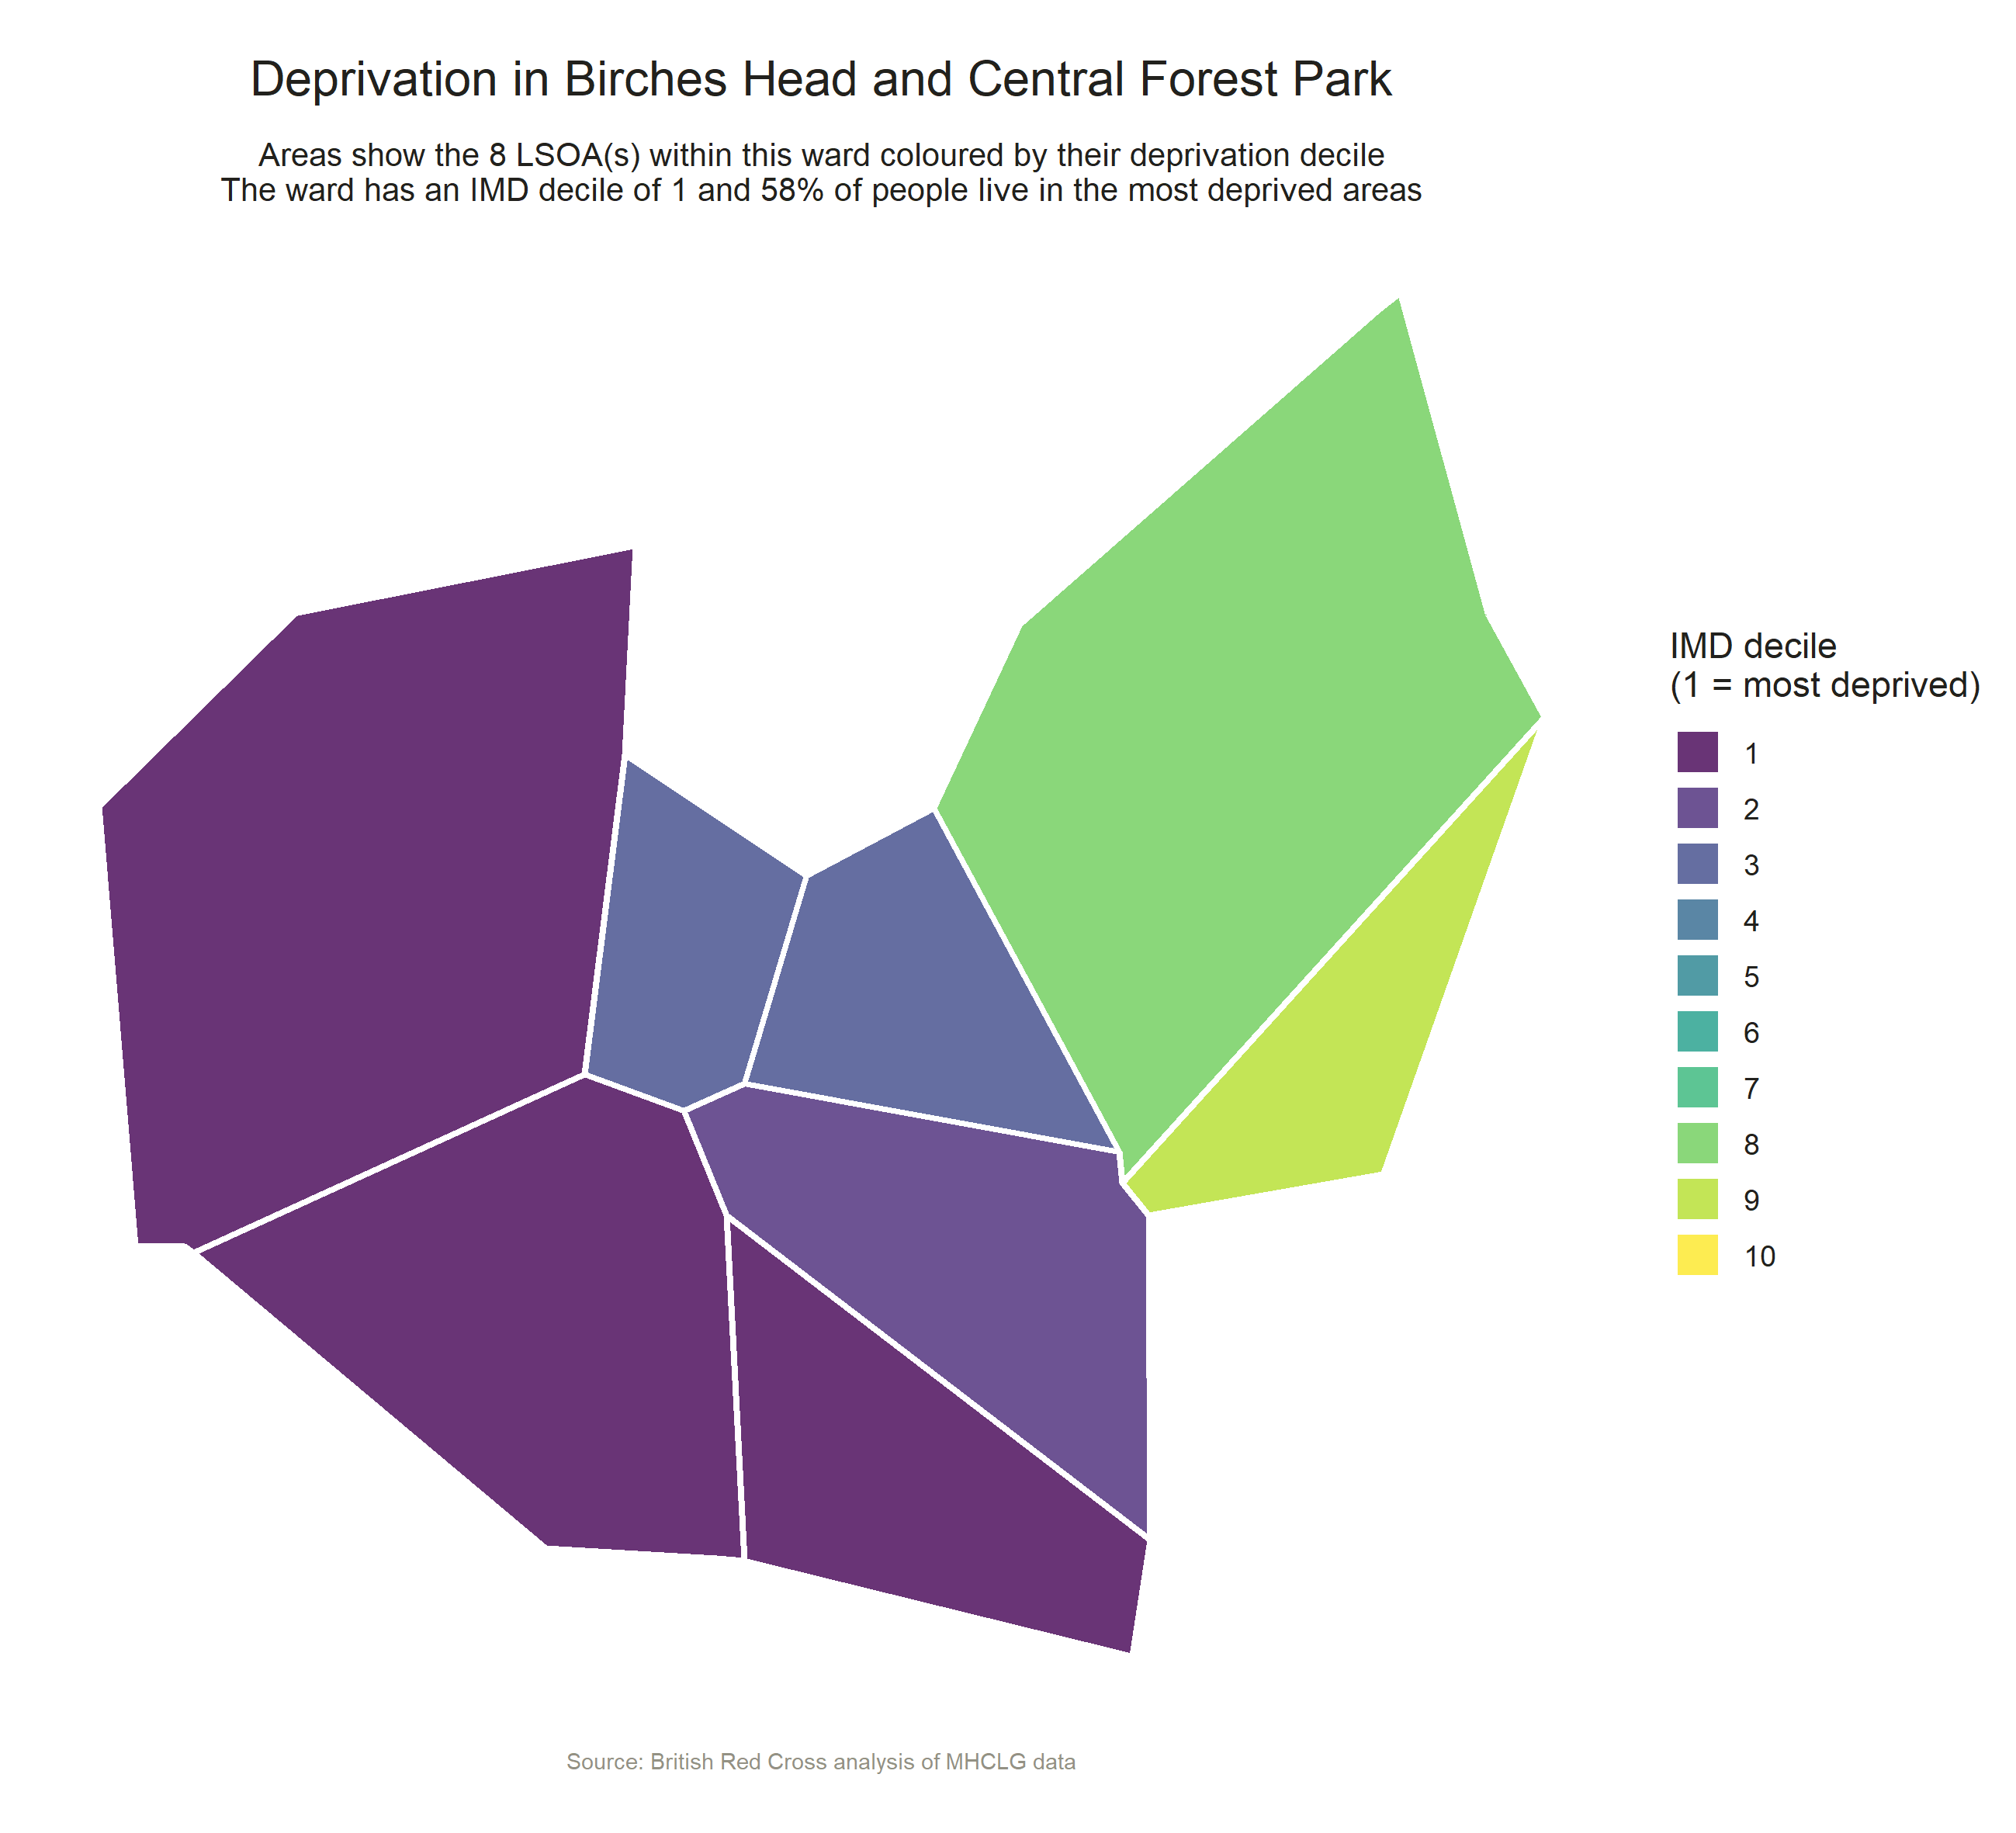 Deprivation in Birches Head and Central Forest Park
Areas show the 8 LSOA(s) within this ward coloured by their deprivation decile
The ward has an IMD decile of 1 and 58% of people live in the most deprived areas
IMD decile
(1 = most deprived)
1
2
3
4
5
6
7
8
9
10
Source: British Red Cross analysis of MHCLG data